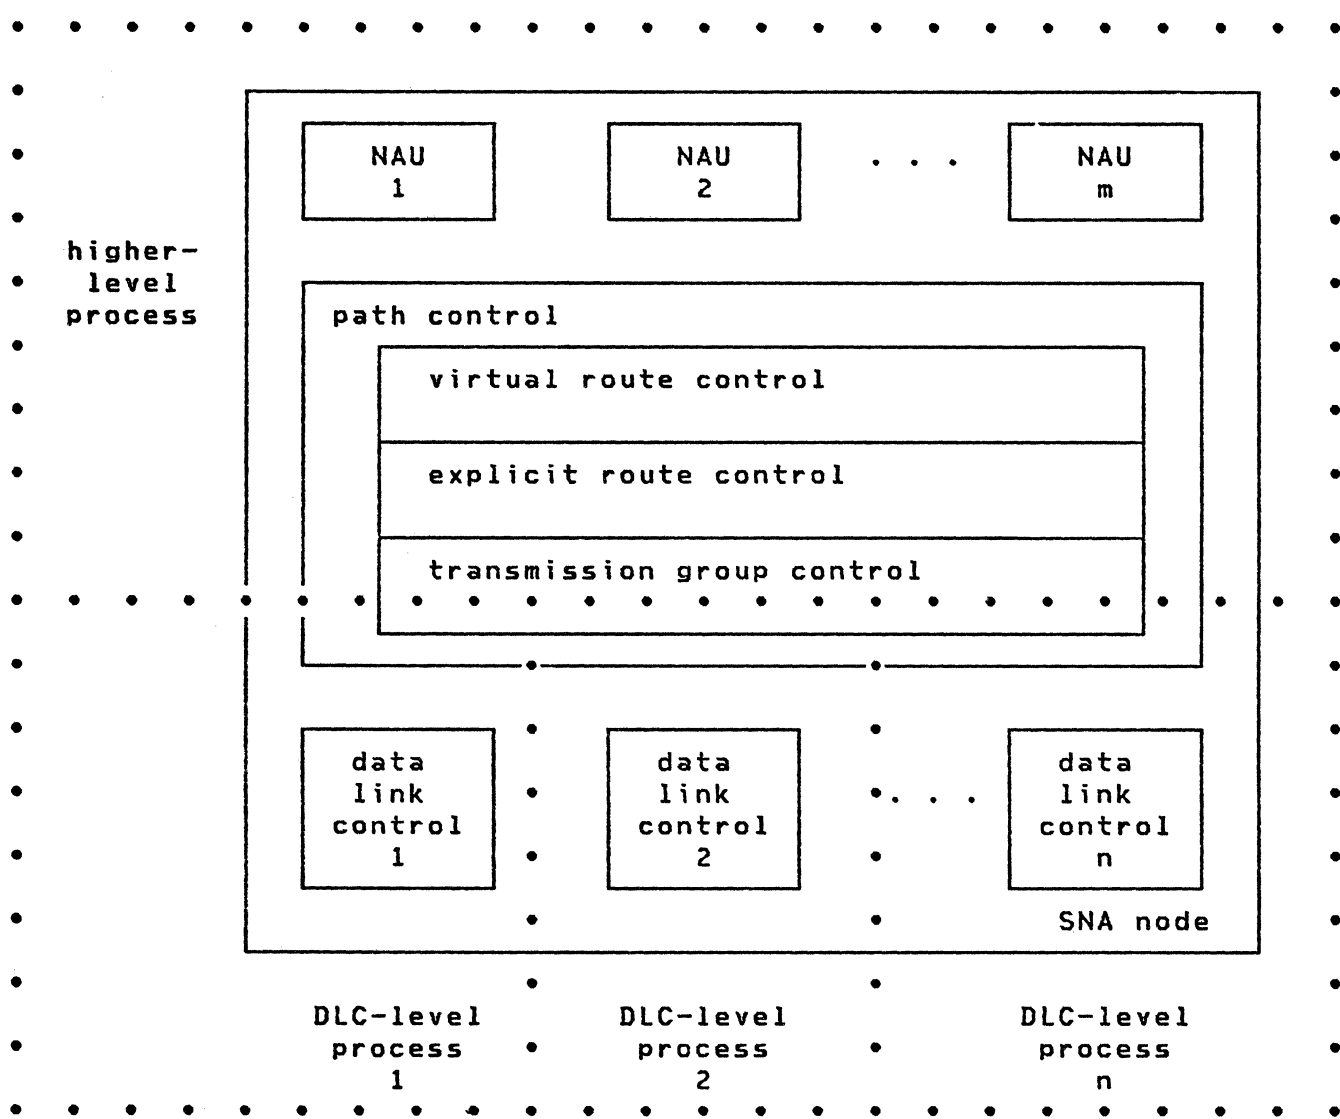 NAU
1
NAU
2
. . .
NAU
m
higher-
level
process
path control
virtual route control
explicit route control
transmission group control
data
link
control
1
data
link
control
2
. . .
data
link
control
n
SNA node
DLC-level
process
1
DLC-level
process
2
DLC-level
process
n